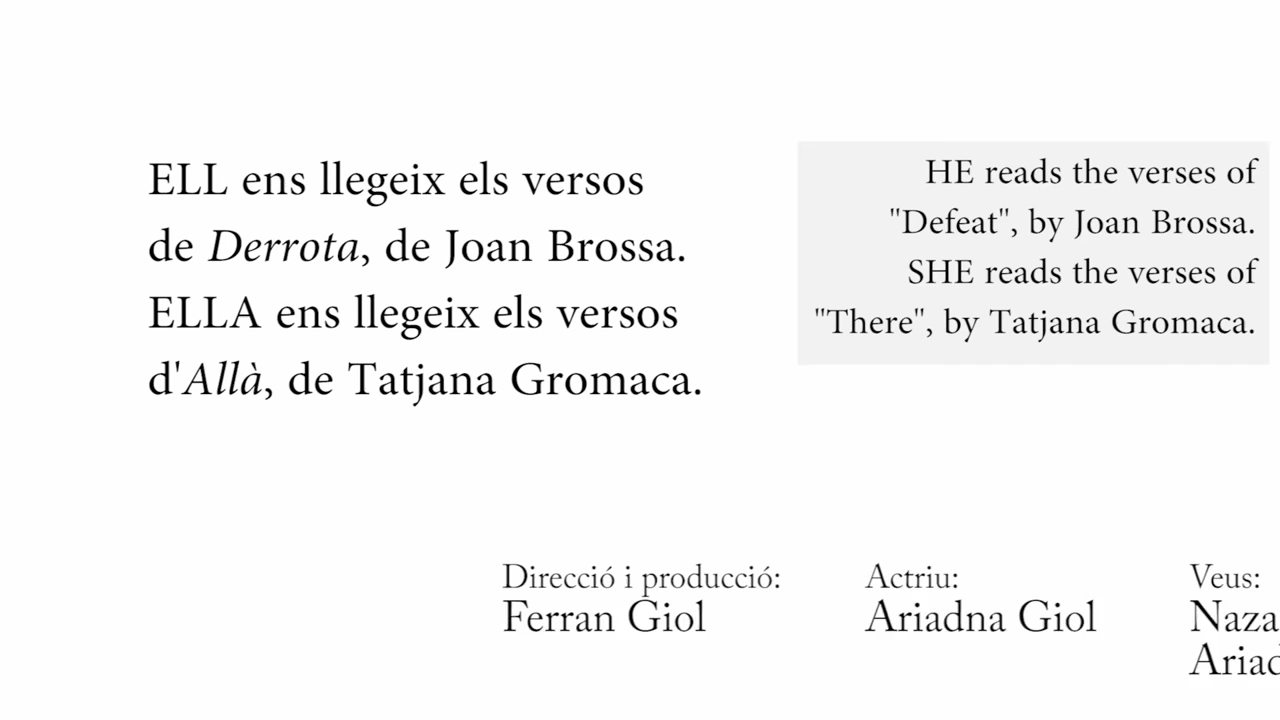 ELL ens llegeix els versos
de Derrota, de Joan Brossa.
ELLA ens llegeix els versos
d'Allà, de Tatjana Gromaca.
HE reads the verses of
"Defeat", by Joan Brossa.
SHE reads the verses of
"There", by Tatjana Gromaca.
Direcció i producció:
Ferran Giol
Actriu:
Ariadna Giol
Veus: